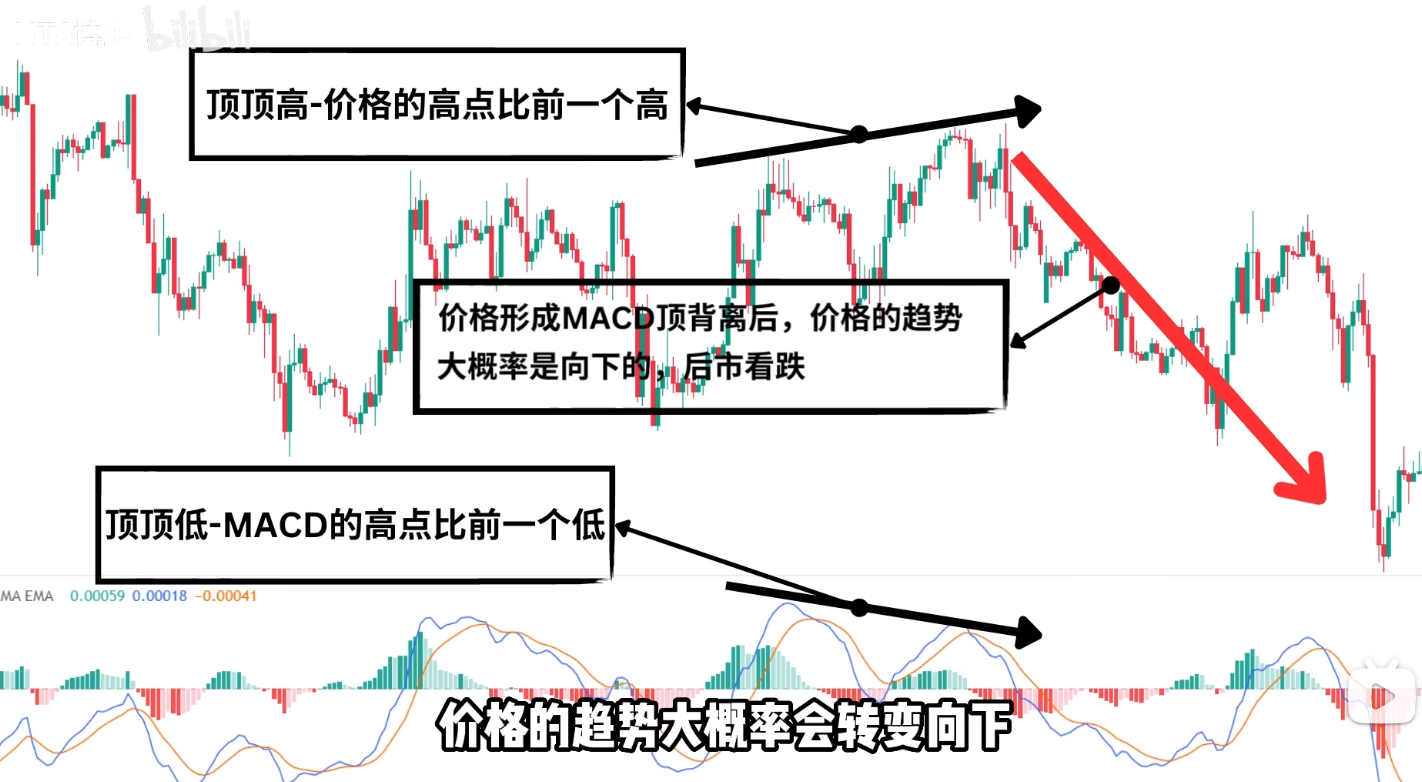 bilibili
顶顶高-价格的高点比前一个高
价格形成MACD顶背离后，价格的趋势
大概率是向下的，后市看跌
顶顶低-MACD的高点比前一个低
MA EMA 0.00059 0.00018 −0.00041
价格的趋势大概率会转变向下